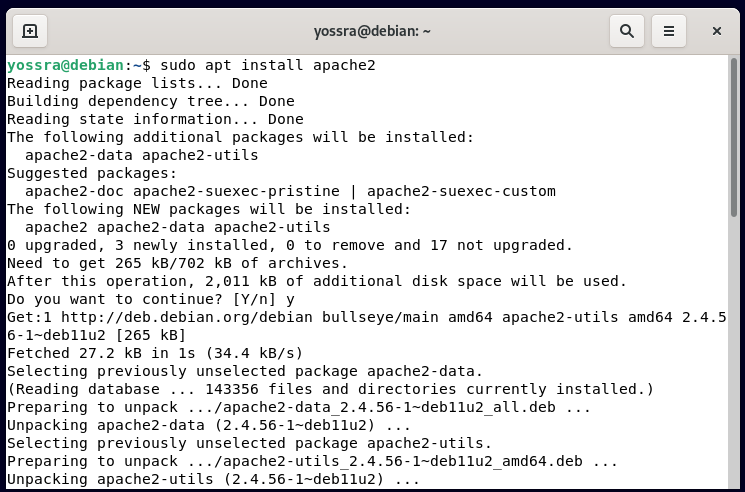 yossra@debian: ~
yossra@debian:~$ sudo apt install apache2
Reading package lists... Done
Building dependency tree... Done
Reading state information... Done
The following additional packages will be installed:
  apache2-data apache2-utils
Suggested packages:
  apache2-doc apache2-suexec-pristine | apache2-suexec-custom
The following NEW packages will be installed:
  apache2 apache2-data apache2-utils
0 upgraded, 3 newly installed, 0 to remove and 17 not upgraded.
Need to get 265 kB/702 kB of archives.
After this operation, 2,011 kB of additional disk space will be used.
Do you want to continue? [Y/n] y
Get:1 http://deb.debian.org/debian bullseye/main amd64 apache2-utils amd64 2.4.5
6-1~deb11u2 [265 kB]
Fetched 27.2 kB in 1s (34.4 kB/s)
Selecting previously unselected package apache2-data.
(Reading database ... 143356 files and directories currently installed.)
Preparing to unpack .../apache2-data_2.4.56-1~deb11u2_all.deb ...
Unpacking apache2-data (2.4.56-1~deb11u2) ...
Selecting previously unselected package apache2-utils.
Preparing to unpack .../apache2-utils_2.4.56-1~deb11u2_amd64.deb ...
Unpacking apache2-utils (2.4.56-1~deb11u2) ...